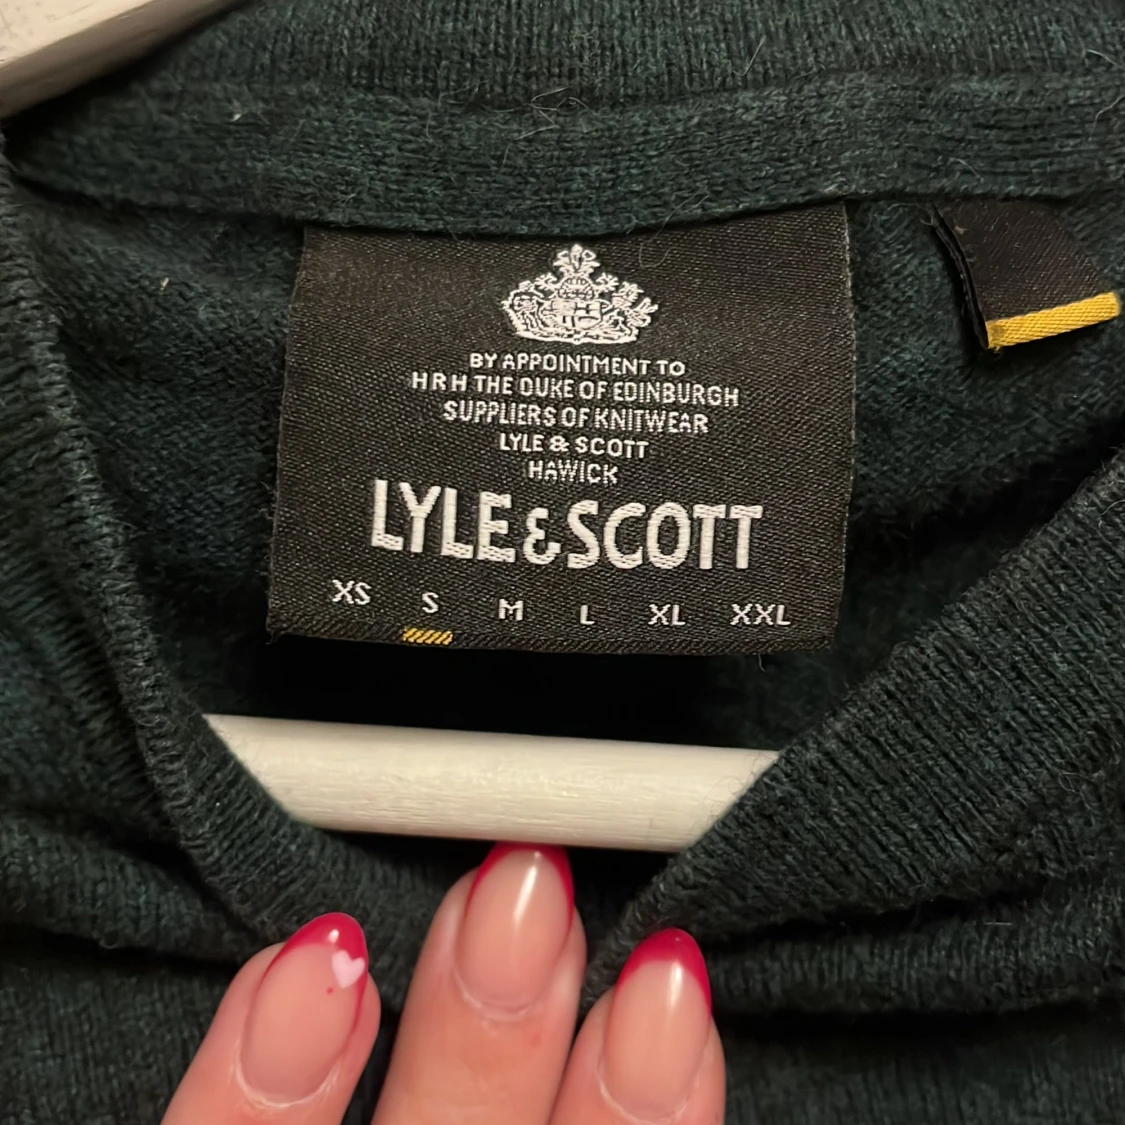 BY APPOINTMENT TO
HRH THE DUKE OF EDINBURGH
SUPPLIERS OF KNITWEAR
LYLE & SCOTT
HAWICK
LYLE & SCOTT
XS S M L XL XXL